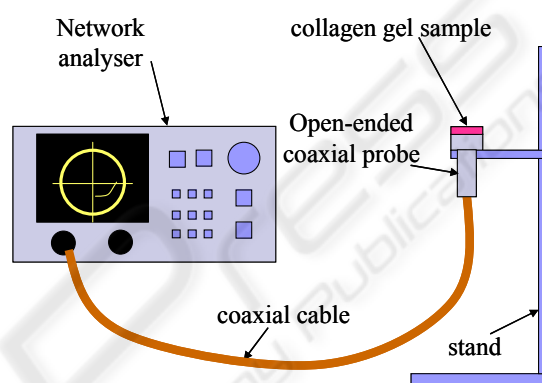 Network
analyser
collagen gel sample
Open-ended
coaxial probe
coaxial cable
stand